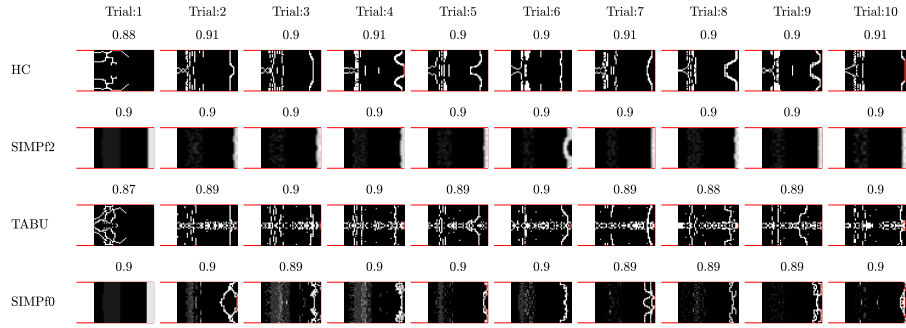 Trial:1 Trial:2 Trial:3 Trial:4 Trial:5 Trial:6 Trial:7 Trial:8 Trial:9 Trial:10
0.88 0.91 0.9 0.91 0.9 0.9 0.91 0.9 0.9 0.91
HC
0.9 0.9 0.9 0.9 0.9 0.9 0.9 0.9 0.9 0.9
SIMPf2
0.87 0.89 0.9 0.9 0.89 0.9 0.89 0.88 0.89 0.9
TABU
0.9 0.9 0.89 0.9 0.9 0.9 0.89 0.89 0.89 0.9
SIMPf0